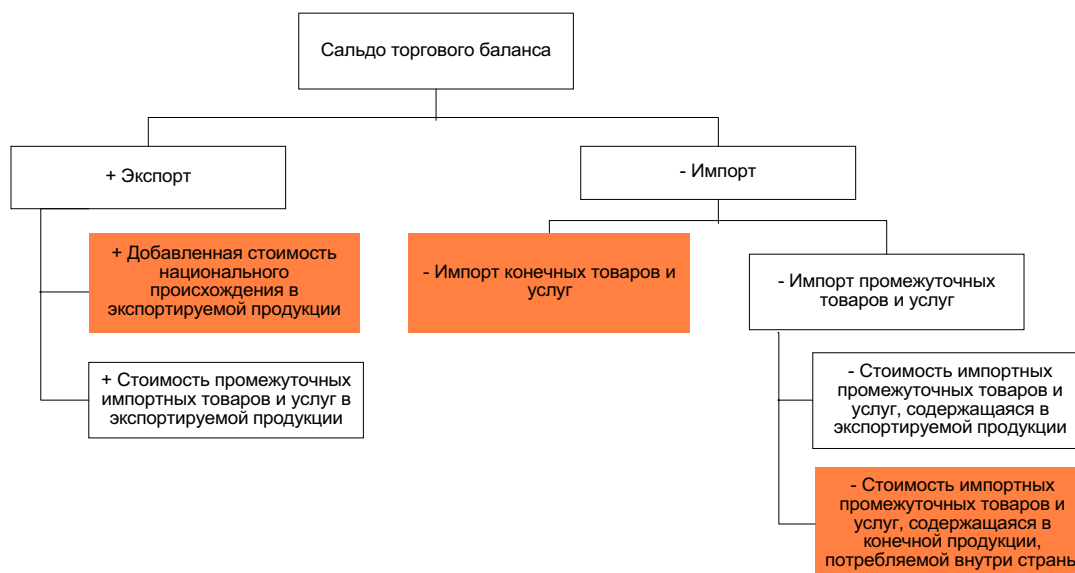 Сальдо торгового баланса
+ Экспорт
- Импорт
+ Добавленная стоимость
национального
происхождения в
экспортируемой продукции
- Импорт конечных товаров и
услуг
- Импорт промежуточных
товаров и услуг
+ Стоимость промежуточных
импортных товаров и услуг в
экспортируемой продукции
- Стоимость импортных
промежуточных товаров и
услуг, содержащаяся в
экспортируемой продукции
- Стоимость импортных
промежуточных товаров и
услуг, содержащаяся в
конечной продукции,
потребляемой внутри страны